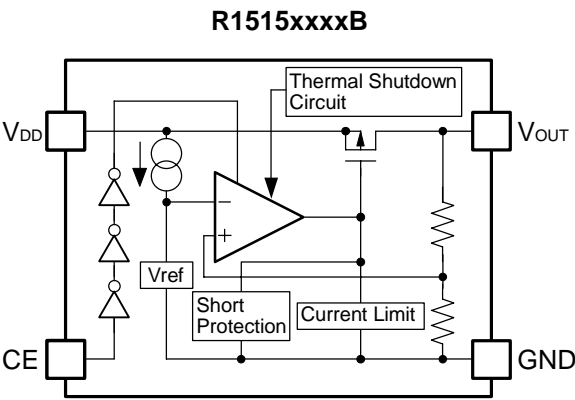 R1515xxxxB
Thermal Shutdown
Circuit
VDD
VOUT
−
+
Vref
Short
Protection
Current Limit
CE
GND